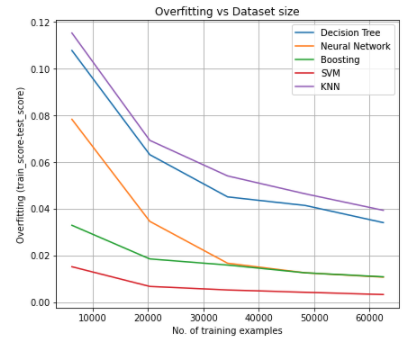 Overfitting vs Dataset size
Overfitting (train_score-test_score)
0.12
0.10
0.08
0.06
0.04
0.02
0.00
Decision Tree
Neural Network
Boosting
SVM
KNN
10000 20000 30000 40000 50000 60000
No. of training examples